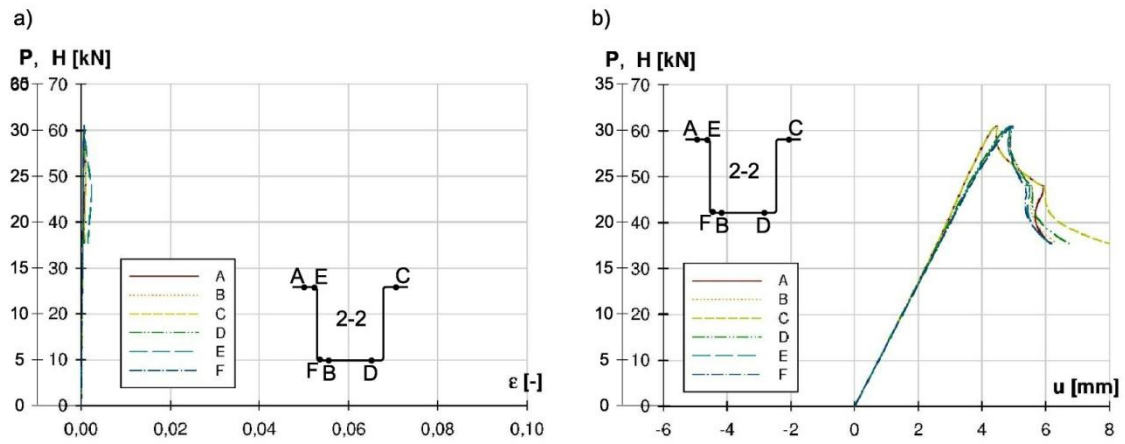 a)
P, H [kN]
70
30 60
25 50
20 40
15 30
10 20
5 10
0 0
A
B
C
D
E
F
A E C
2-2
F B D
ε [-]
0,00 0,02 0,04 0,06 0,08 0,10
b)
P, H [kN]
35 70
30 60
25 50
20 40
15 30
10 20
5 10
0 0
A E C
2-2
F B D
A
B
C
D
E
F
u [mm]
-6 -4 -2 0 2 4 6 8